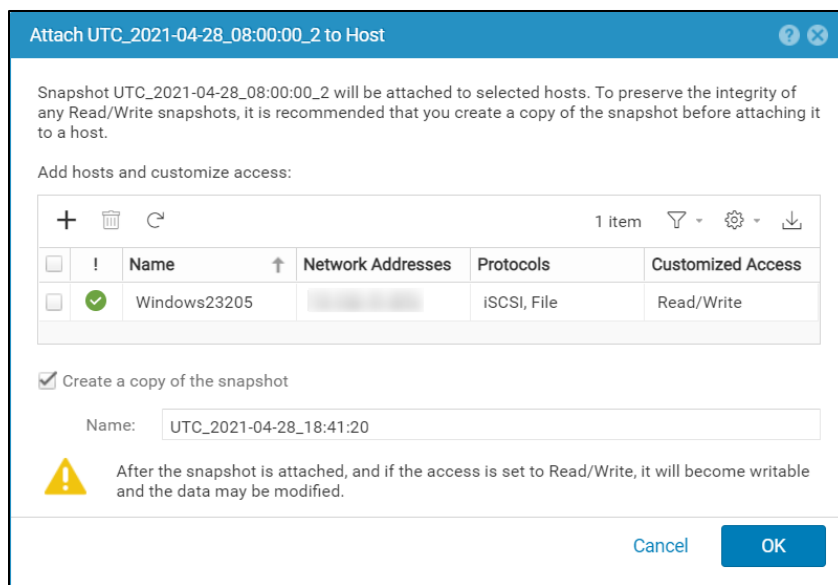 Attach UTC_2021-04-28_08:00:00_2 to Host
Snapshot UTC_2021-04-28_08:00:00_2 will be attached to selected hosts. To preserve the integrity of
any Read/Write snapshots, it is recommended that you create a copy of the snapshot before attaching it
to a host.
Add hosts and customize access:
1 item
! Name Network Addresses Protocols Customized Access
Windows23205 iSCSI, File Read/Write
Create a copy of the snapshot
Name: UTC_2021-04-28_18:41:20
After the snapshot is attached, and if the access is set to Read/Write, it will become writable
and the data may be modified.
Cancel OK